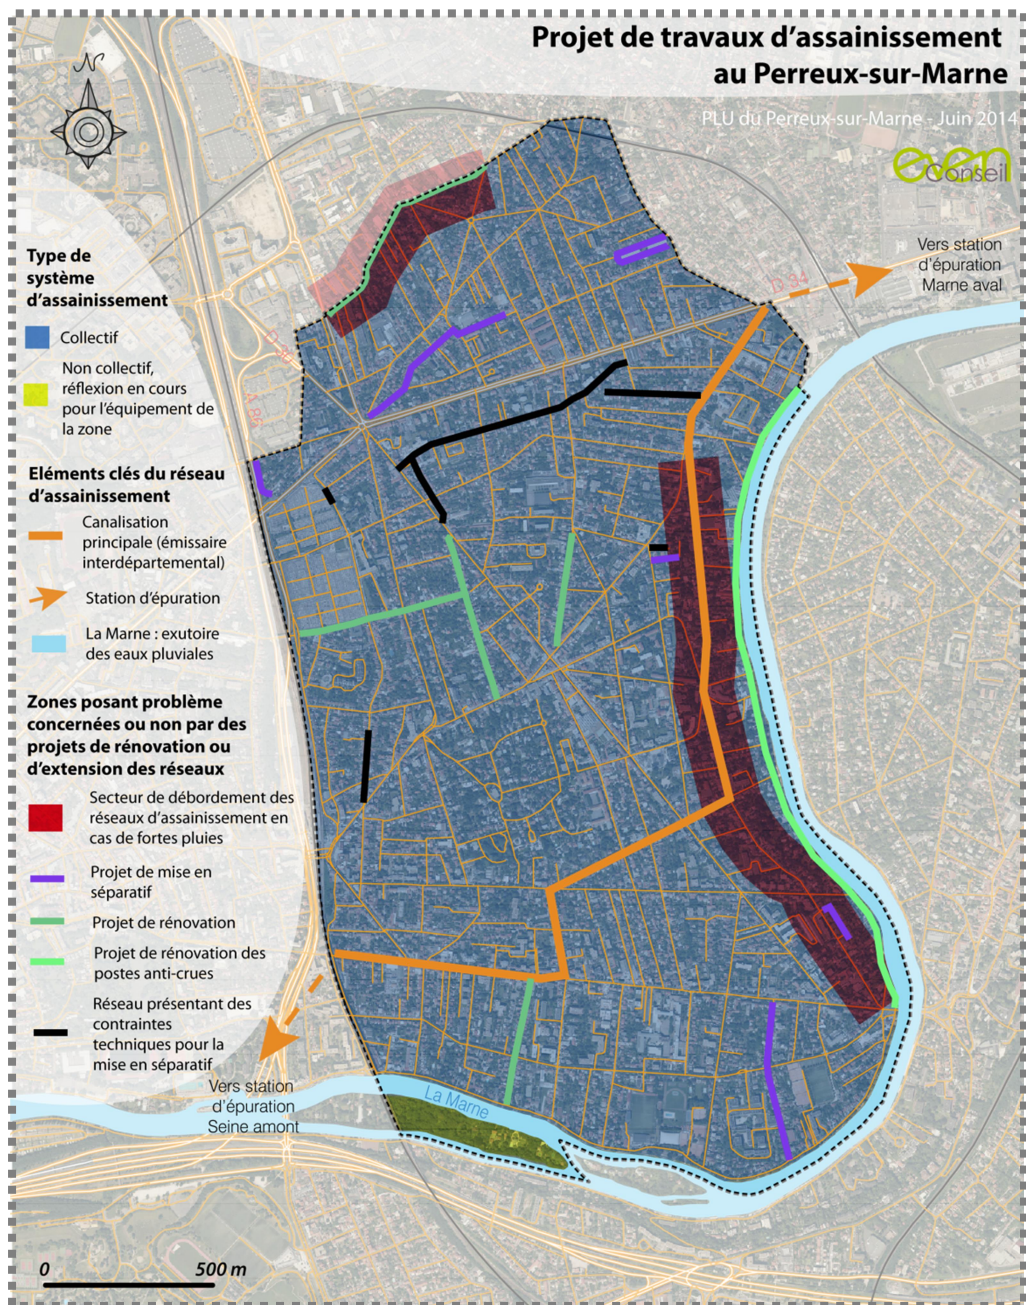 Projet de travaux d’assainissement
au Perreux-sur-Marne
PLU du Perreux-sur-Marne - Juin 2014
even
Conseil
N
Vers station
d’épuration
Marne aval
D 34
A 86
Type de
système
d’assainissement
Collectif
Non collectif,
réflexion en cours
pour l’équipement de
la zone
Eléments clés du réseau
d’assainissement
Canalisation
principale (émissaire
interdépartemental)
Station d’épuration
La Marne : exutoire
des eaux pluviales
Zones posant problème
concernées ou non par des
projets de rénovation ou
d’extension des réseaux
Secteur de débordement des
réseaux d’assainissement en
cas de fortes pluies
Projet de mise en
séparatif
Projet de rénovation
Projet de rénovation des
postes anti-crues
Réseau présentant des
contraintes
techniques pour la
mise en séparatif
Vers station
d’épuration
Seine amont
La Marne
0 500 m